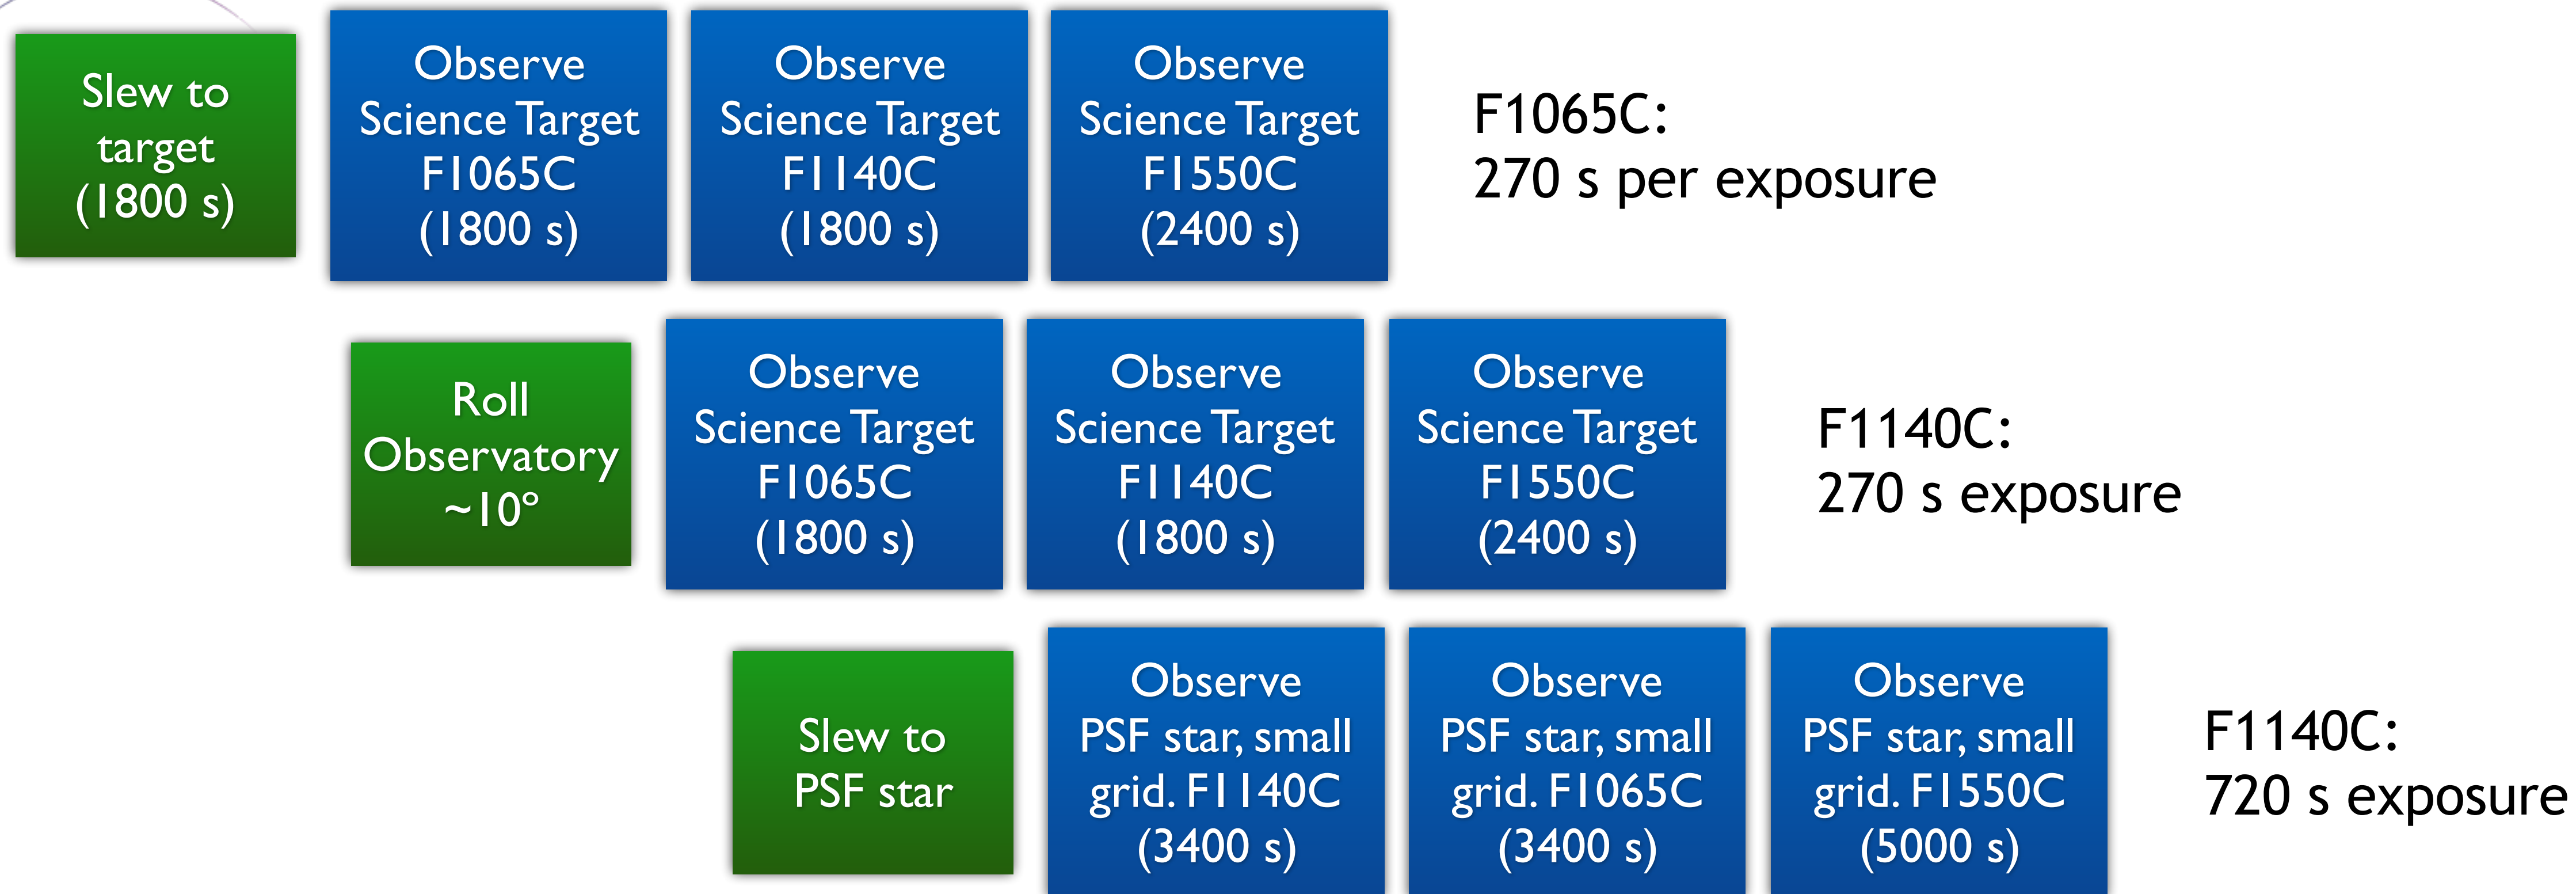 Slew to
target
(1800 s)
Observe
Science Target
F1065C
(1800 s)
Observe
Science Target
F1140C
(1800 s)
Observe
Science Target
F1550C
(2400 s)
F1065C:
270 s per exposure
Roll
Observatory
~10º
Observe
Science Target
F1065C
(1800 s)
Observe
Science Target
F1140C
(1800 s)
Observe
Science Target
F1550C
(2400 s)
F1140C:
270 s exposure
Slew to
PSF star
Observe
PSF star, small
grid. F1140C
(3400 s)
Observe
PSF star, small
grid. F1065C
(3400 s)
Observe
PSF star, small
grid. F1550C
(5000 s)
F1140C:
720 s exposure